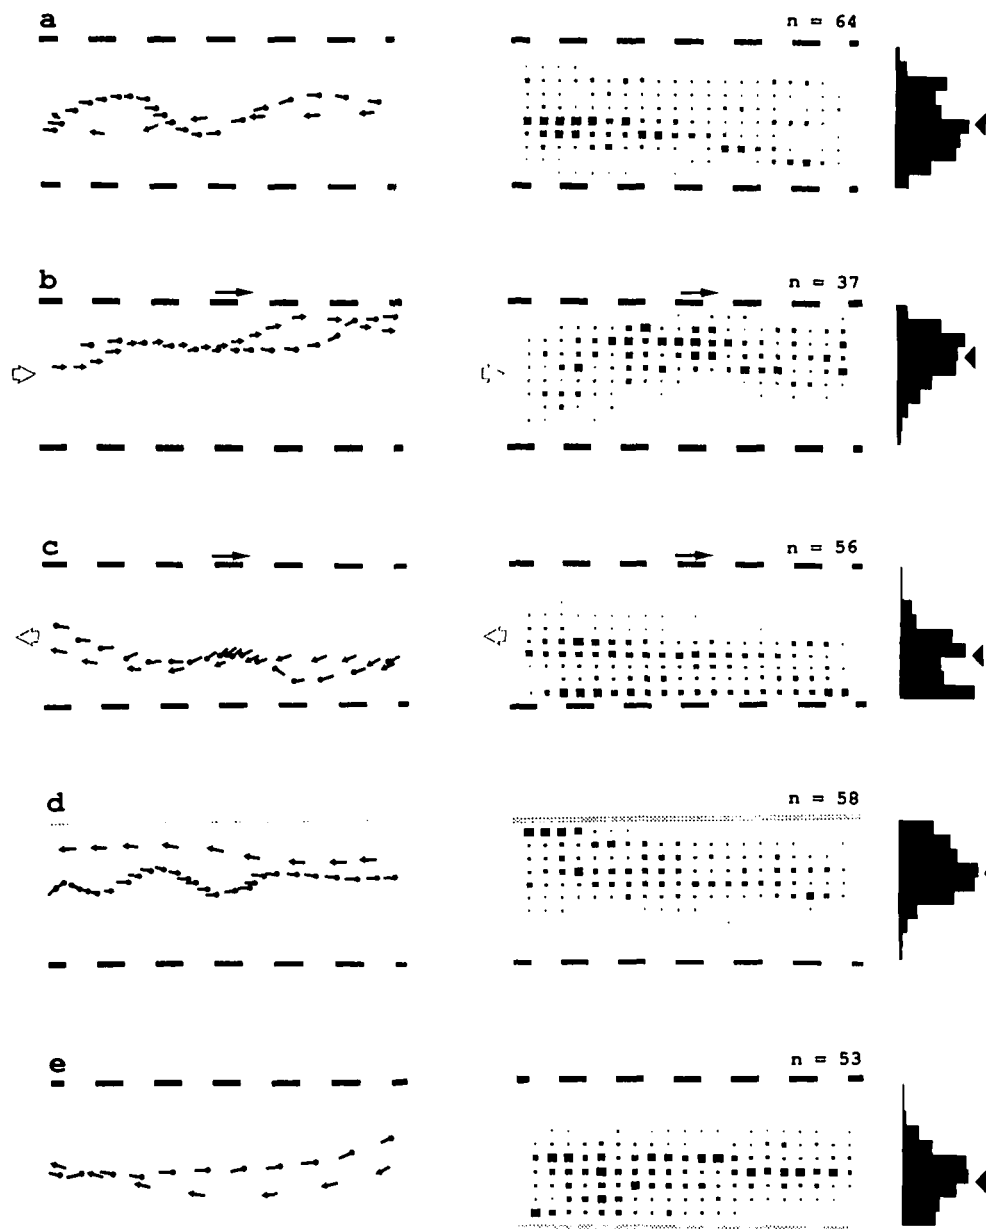 a
n = 64
b
n = 37
c
n = 56
d
n = 58
e
n = 53